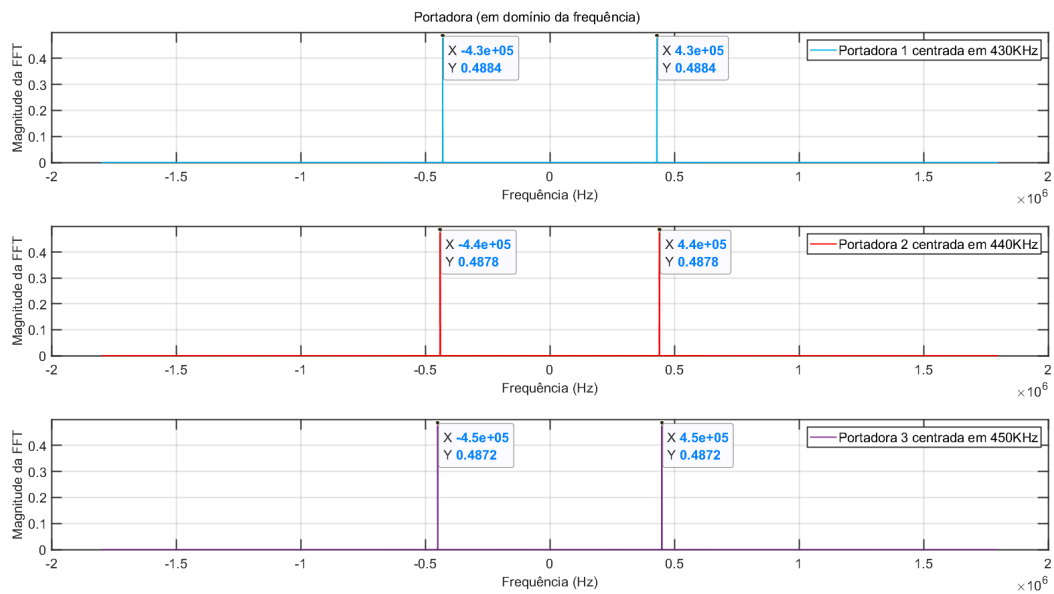 Portadora (em domínio da frequência)
Magnitude da FFT
0.4
0.3
0.2
0.1
0
X -4.3e+05
Y 0.4884
X 4.3e+05
Y 0.4884
Portadora 1 centrada em 430KHz
-2 -1.5 -1 -0.5 0 0.5 1 1.5 2
Frequência (Hz)
×10^6
Magnitude da FFT
0.4
0.3
0.2
0.1
0
X -4.4e+05
Y 0.4878
X 4.4e+05
Y 0.4878
Portadora 2 centrada em 440KHz
-2 -1.5 -1 -0.5 0 0.5 1 1.5 2
Frequência (Hz)
×10^6
Magnitude da FFT
0.4
0.3
0.2
0.1
0
X -4.5e+05
Y 0.4872
X 4.5e+05
Y 0.4872
Portadora 3 centrada em 450KHz
-2 -1.5 -1 -0.5 0 0.5 1 1.5 2
Frequência (Hz)
×10^6